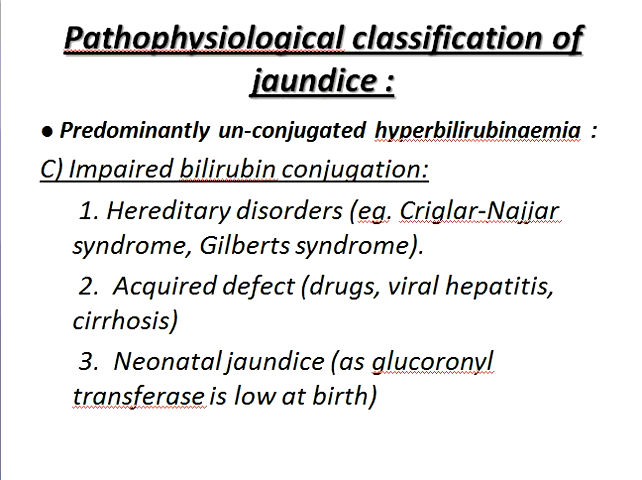 Pathophysiological classification of
jaundice :
● Predominantly un-conjugated hyperbilirubinaemia :
C) Impaired bilirubin conjugation:
1. Hereditary disorders (eg. Criglar-Najjar
syndrome, Gilberts syndrome).
2. Acquired defect (drugs, viral hepatitis,
cirrhosis)
3. Neonatal jaundice (as glucoronyl
transferase is low at birth)